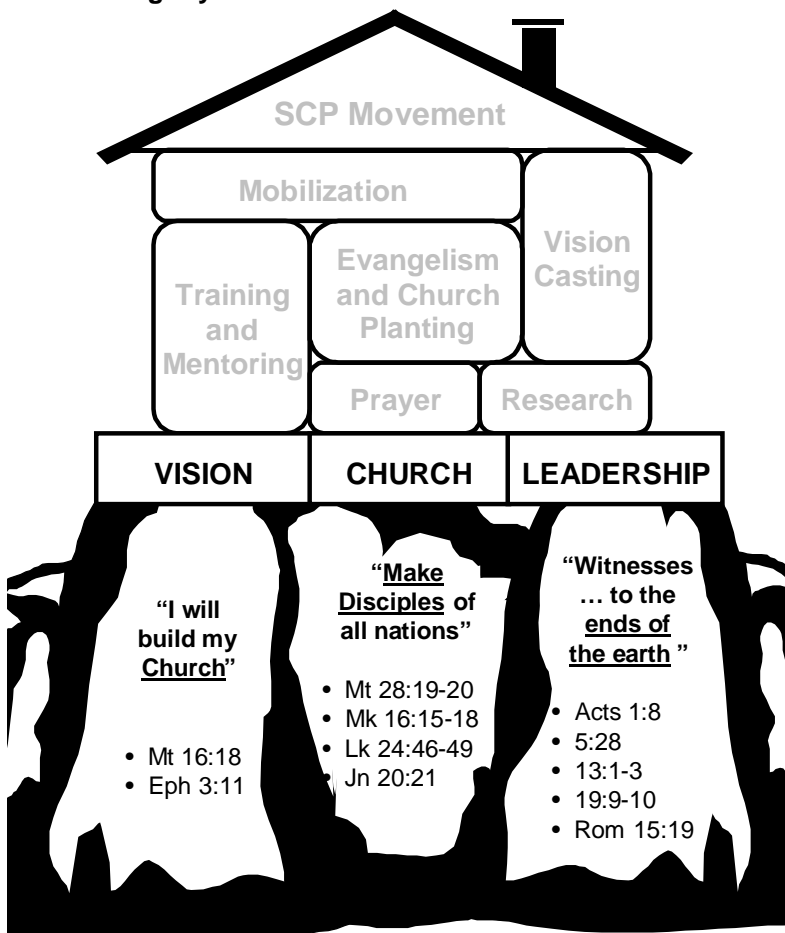 SCP Movement
Mobilization
Vision
Casting
Training
and
Mentoring
Evangelism
and Church
Planting
Prayer
Research
VISION
CHURCH
LEADERSHIP
“I will
build my
Church”
• Mt 16:18
• Eph 3:11
“Make
Disciples of
all nations”
• Mt 28:19-20
• Mk 16:15-18
• Lk 24:46-49
• Jn 20:21
“Witnesses
… to the
ends of
the earth ”
• Acts 1:8
• 5:28
• 13:1-3
• 19:9-10
• Rom 15:19